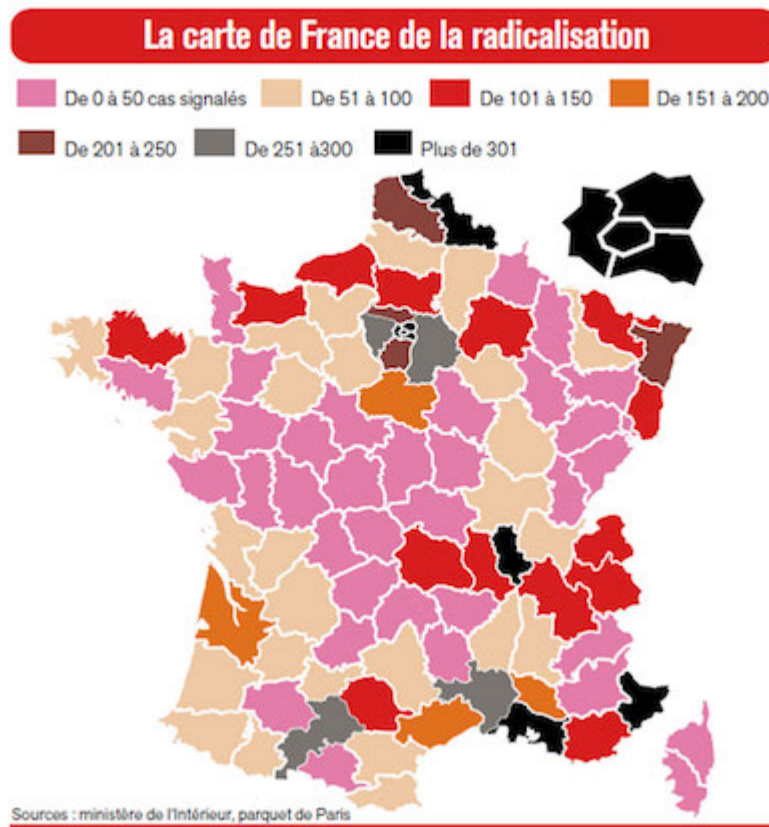 La carte de France de la radicalisation
De 0 à 50 cas signalés De 51 à 100 De 101 à 150 De 151 à 200
De 201 à 250 De 251 à300 Plus de 301
Sources : ministère de l'Intérieur, parquet de Paris